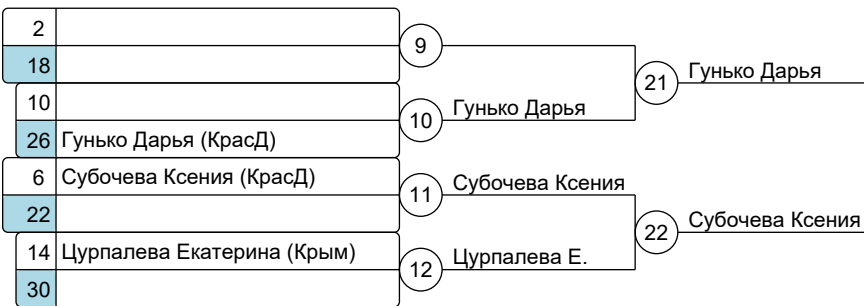 2
18
9
21 Гунько Дарья
10
26 Гунько Дарья (КрасД)
10 Гунько Дарья
6 Субочева Ксения (КрасД)
22
11 Субочева Ксения
22 Субочева Ксения
14 Цурпалева Екатерина (Крым)
30
12 Цурпалева Е.